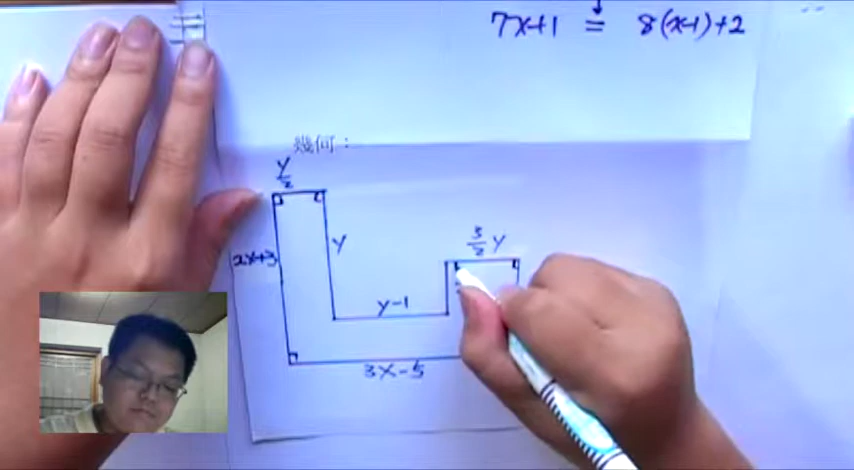 7x+1 = 8(x-1)+2
幾何：
y/2
2x+3
y
3/2 y
y-1
3x-5